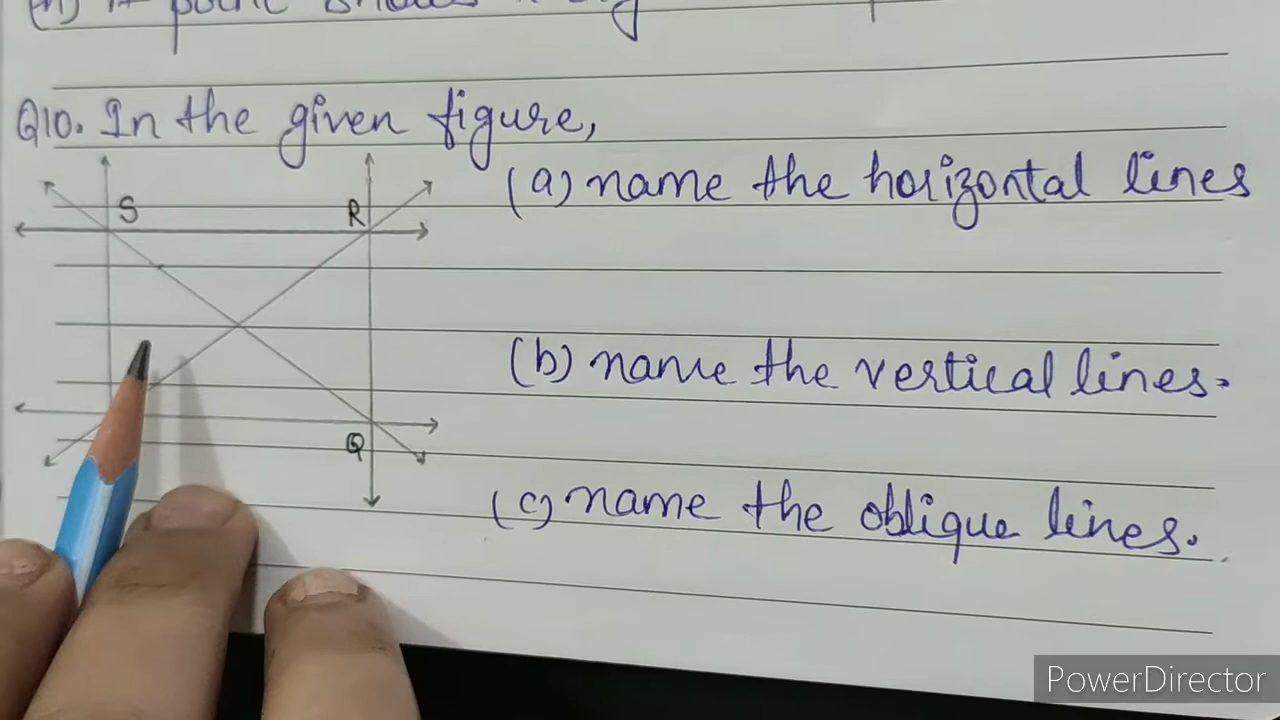 Q10. In the given figure,
S R
(a) name the horizontal lines
(b) name the vertical lines.
Q
(c) name the oblique lines.
PowerDirector